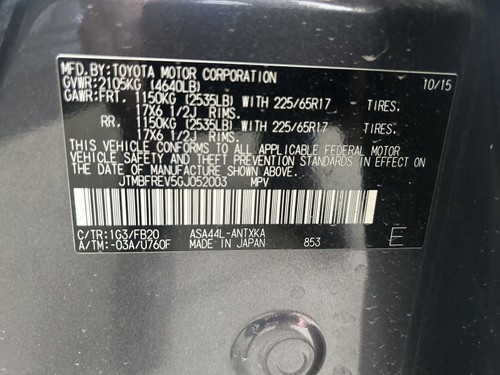 MFD.BY:TOYOTA MOTOR CORPORATION 10/15
GVWR:2105KG (4640LB)
GAWR:FRT. 1150KG (2535LB) WITH 225/65R17 TIRES.
17X6 1/2J RIMS.
RR. 1150KG (2535LB) WITH 225/65R17 TIRES.
17X6 1/2J RIMS.
THIS VEHICLE CONFORMS TO ALL APPLICABLE FEDERAL MOTOR
VEHICLE SAFETY AND THEFT PREVENTION STANDARDS IN EFFECT ON
THE DATE OF MANUFACTURE SHOWN ABOVE.
JTMBFREV5GJ052003 MPV
C/TR:1G3/FB20 ASA44L-ANTXKA
A/TM:-03A/U760F MADE IN JAPAN 853 E